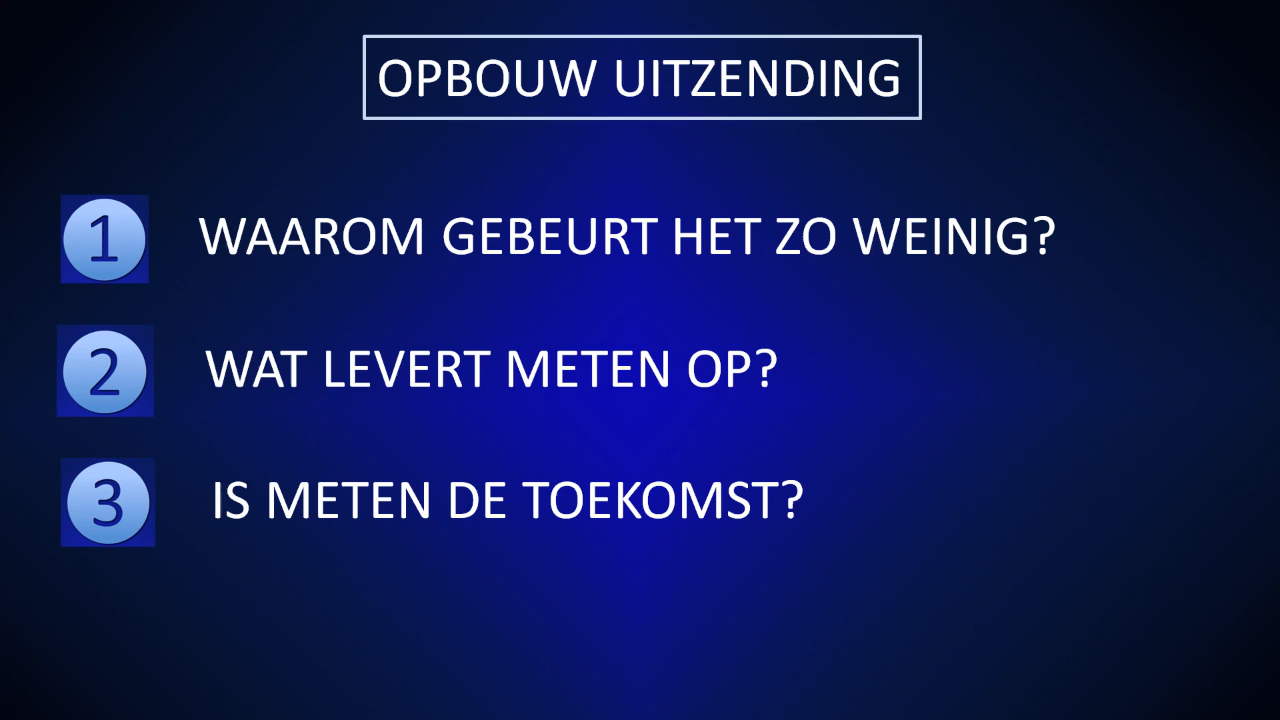 OPBOUW UITZENDING
1 WAAROM GEBEURT HET ZO WEINIG?
2 WAT LEVERT METEN OP?
3 IS METEN DE TOEKOMST?